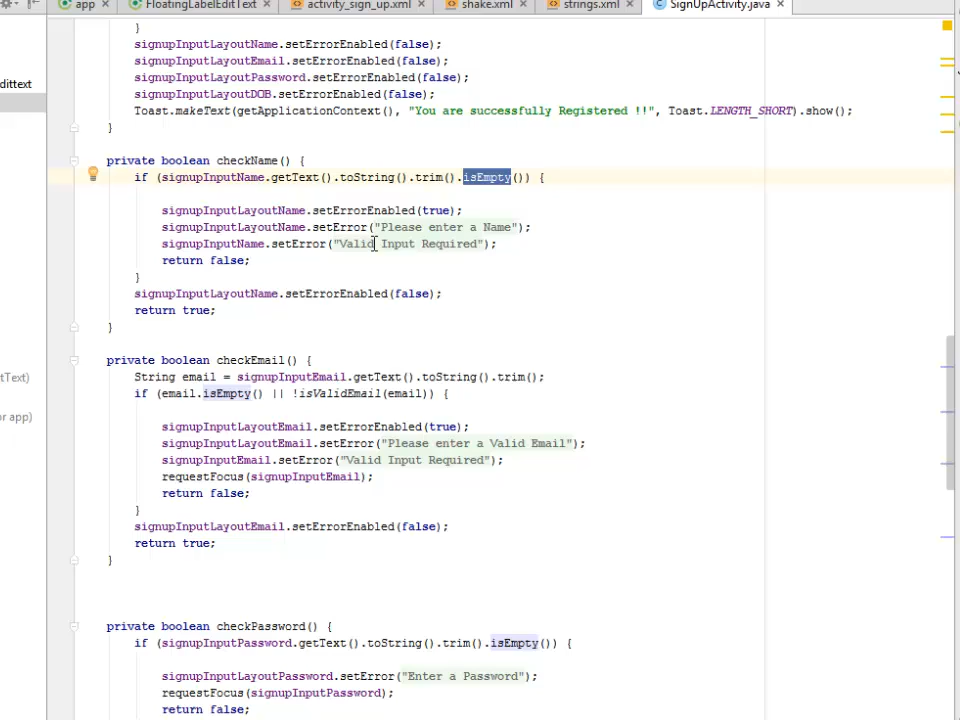 app FloatingLabelEditText activity_sign_up.xml shake.xml strings.xml SignUpActivity.java
}
signupInputLayoutName.setErrorEnabled(false);
signupInputLayoutEmail.setErrorEnabled(false);
signupInputLayoutPassword.setErrorEnabled(false);
dittext
signupInputLayoutDOB.setErrorEnabled(false);
Toast.makeText(getApplicationContext(), "You are successfully Registered !!", Toast.LENGTH_SHORT).show();
}
private boolean checkName() {
if (signupInputName.getText().toString().trim().isEmpty()) {
signupInputLayoutName.setErrorEnabled(true);
signupInputLayoutName.setError("Please enter a Name");
signupInputName.setError("Valid Input Required");
return false;
}
signupInputLayoutName.setErrorEnabled(false);
return true;
}
private boolean checkEmail() {
tText)
String email = signupInputEmail.getText().toString().trim();
if (email.isEmpty() || !isValidEmail(email)) {
or app)
signupInputLayoutEmail.setErrorEnabled(true);
signupInputLayoutEmail.setError("Please enter a Valid Email");
signupInputEmail.setError("Valid Input Required");
requestFocus(signupInputEmail);
return false;
}
signupInputLayoutEmail.setErrorEnabled(false);
return true;
}
private boolean checkPassword() {
if (signupInputPassword.getText().toString().trim().isEmpty()) {
signupInputLayoutPassword.setError("Enter a Password");
requestFocus(signupInputPassword);
return false;